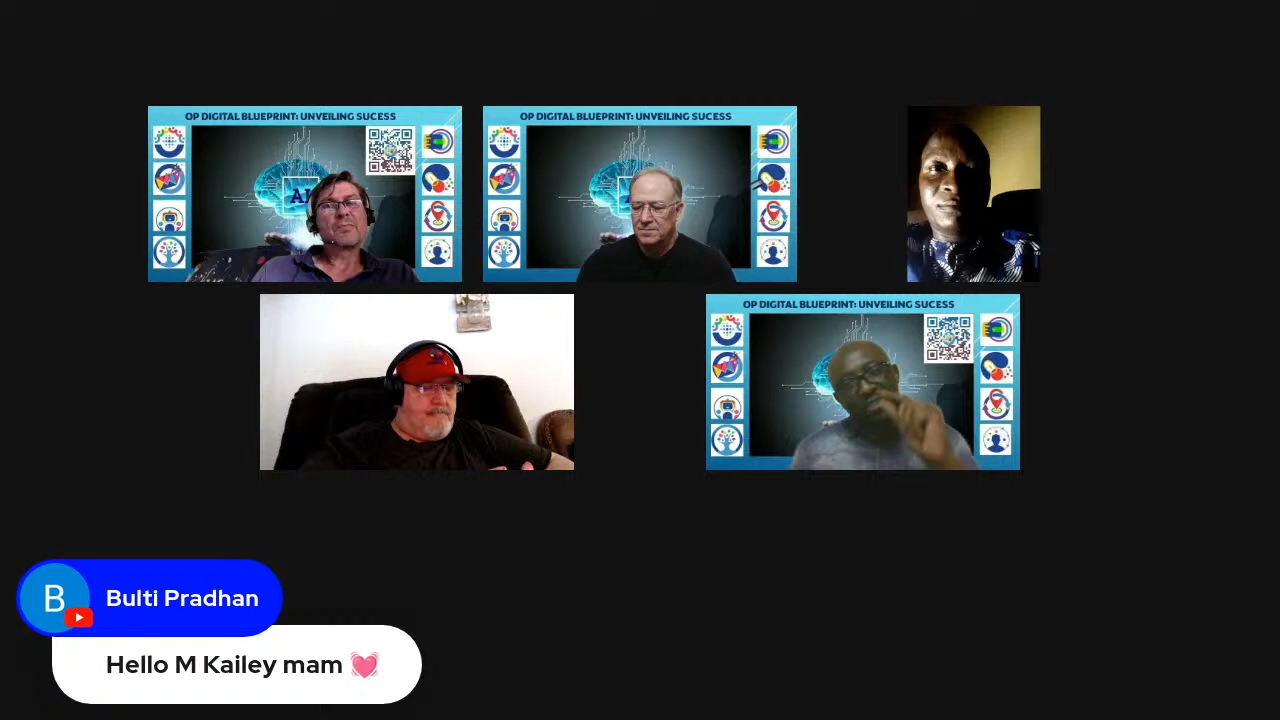 OP DIGITAL BLUEPRINT: UNVEILING SUCESS
OP DIGITAL BLUEPRINT: UNVEILING SUCESS
OP DIGITAL BLUEPRINT: UNVEILING SUCESS
B
Bulti Pradhan
Hello M Kailey mam 💓